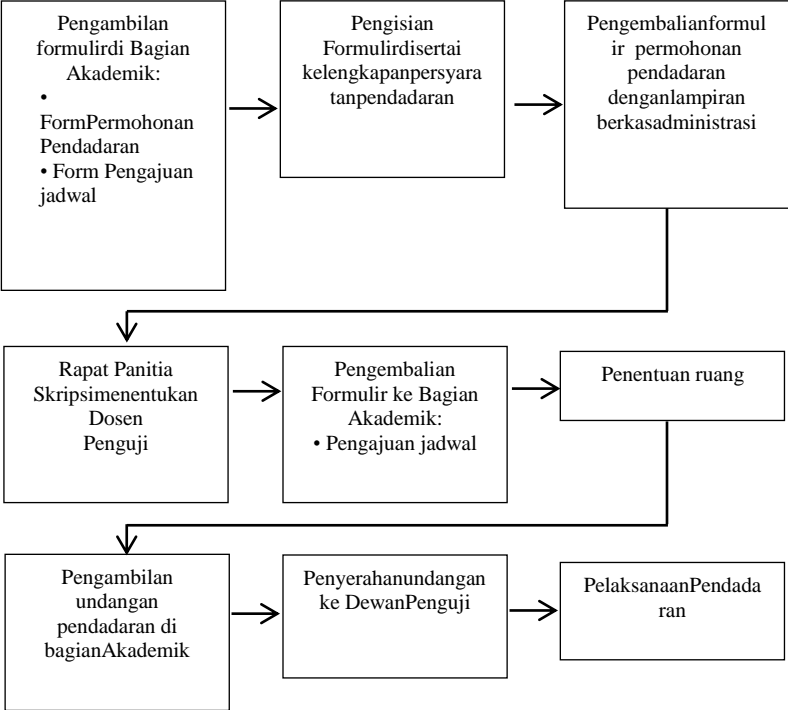 Pengambilan
formulirdi Bagian
Akademik:
•
FormPermohonan
Pendadaran
• Form Pengajuan
jadwal
Pengisian
Formulirdisertai
kelengkapanpersyara
tanpendadaran
Pengembalianformul
ir permohonan
pendadaran
denganlampiran
berkasadministrasi
Rapat Panitia
Skripsimenentukan
Dosen
Penguji
Pengembalian
Formulir ke Bagian
Akademik:
• Pengajuan jadwal
Penentuan ruang
Pengambilan
undangan
pendadaran di
bagianAkademik
Penyerahanundangan
ke DewanPenguji
PelaksanaanPendada
ran